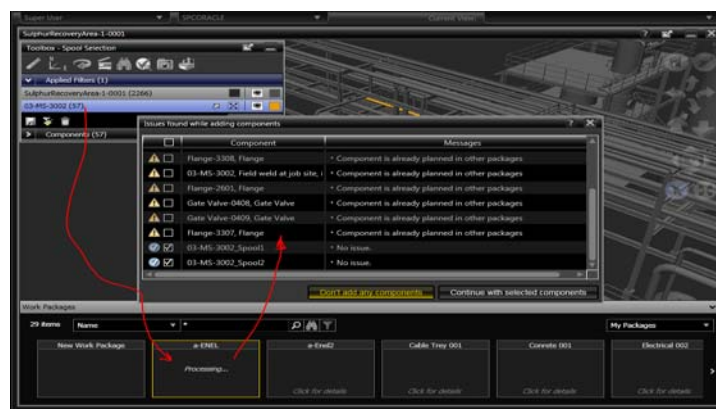 Super User
SPCORACLE
Current View:
SulphurRecoveryArea-1-0001
Toolbox - Spool Selection
Applied Filters (1)
SulphurRecoveryArea-1-0001 (2266)
03-MS-3002 (57)
Components (57)
Issues found while adding components
Component Messages
Flange-3308, Flange * Component is already planned in other packages
03-MS-3002, Field weld at job site, * Component is already planned in other packages
Flange-2601, Flange * Component is already planned in other packages
Gate Valve-0408, Gate Valve * Component is already planned in other packages
Gate Valve-0409, Gate Valve * Component is already planned in other packages
Flange-3307, Flange * Component is already planned in other packages
03-MS-3002_Spool1 * No issue.
03-MS-3002_Spool2 * No issue.
Don't add any components Continue with selected components
Work Packages
29 items Name * My Packages
New Work Package a-ENEL a-Enel2 Cable Trey 001 Conrete 001 Electrical 002
Processing...
Click for details Click for details Click for details Click for details